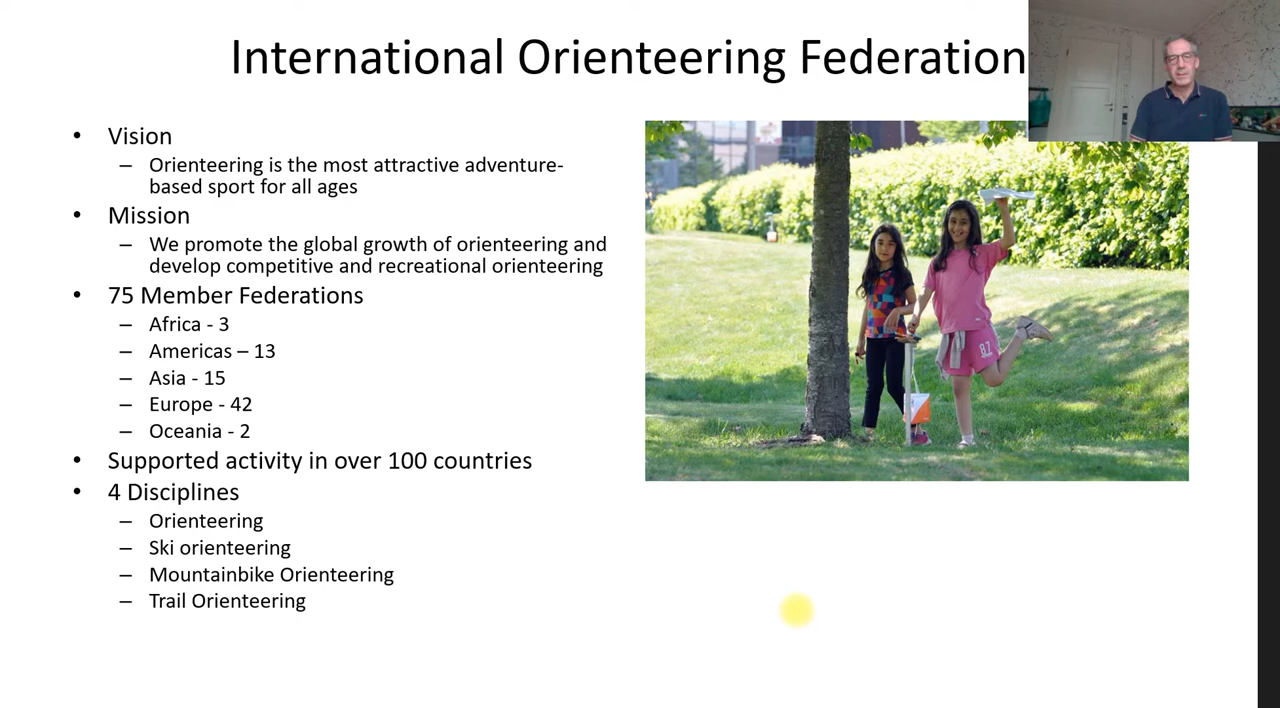 International Orienteering Federation
• Vision
– Orienteering is the most attractive adventure-
based sport for all ages
• Mission
– We promote the global growth of orienteering and
develop competitive and recreational orienteering
• 75 Member Federations
– Africa - 3
– Americas – 13
– Asia - 15
– Europe - 42
– Oceania - 2
• Supported activity in over 100 countries
• 4 Disciplines
– Orienteering
– Ski orienteering
– Mountainbike Orienteering
– Trail Orienteering
87